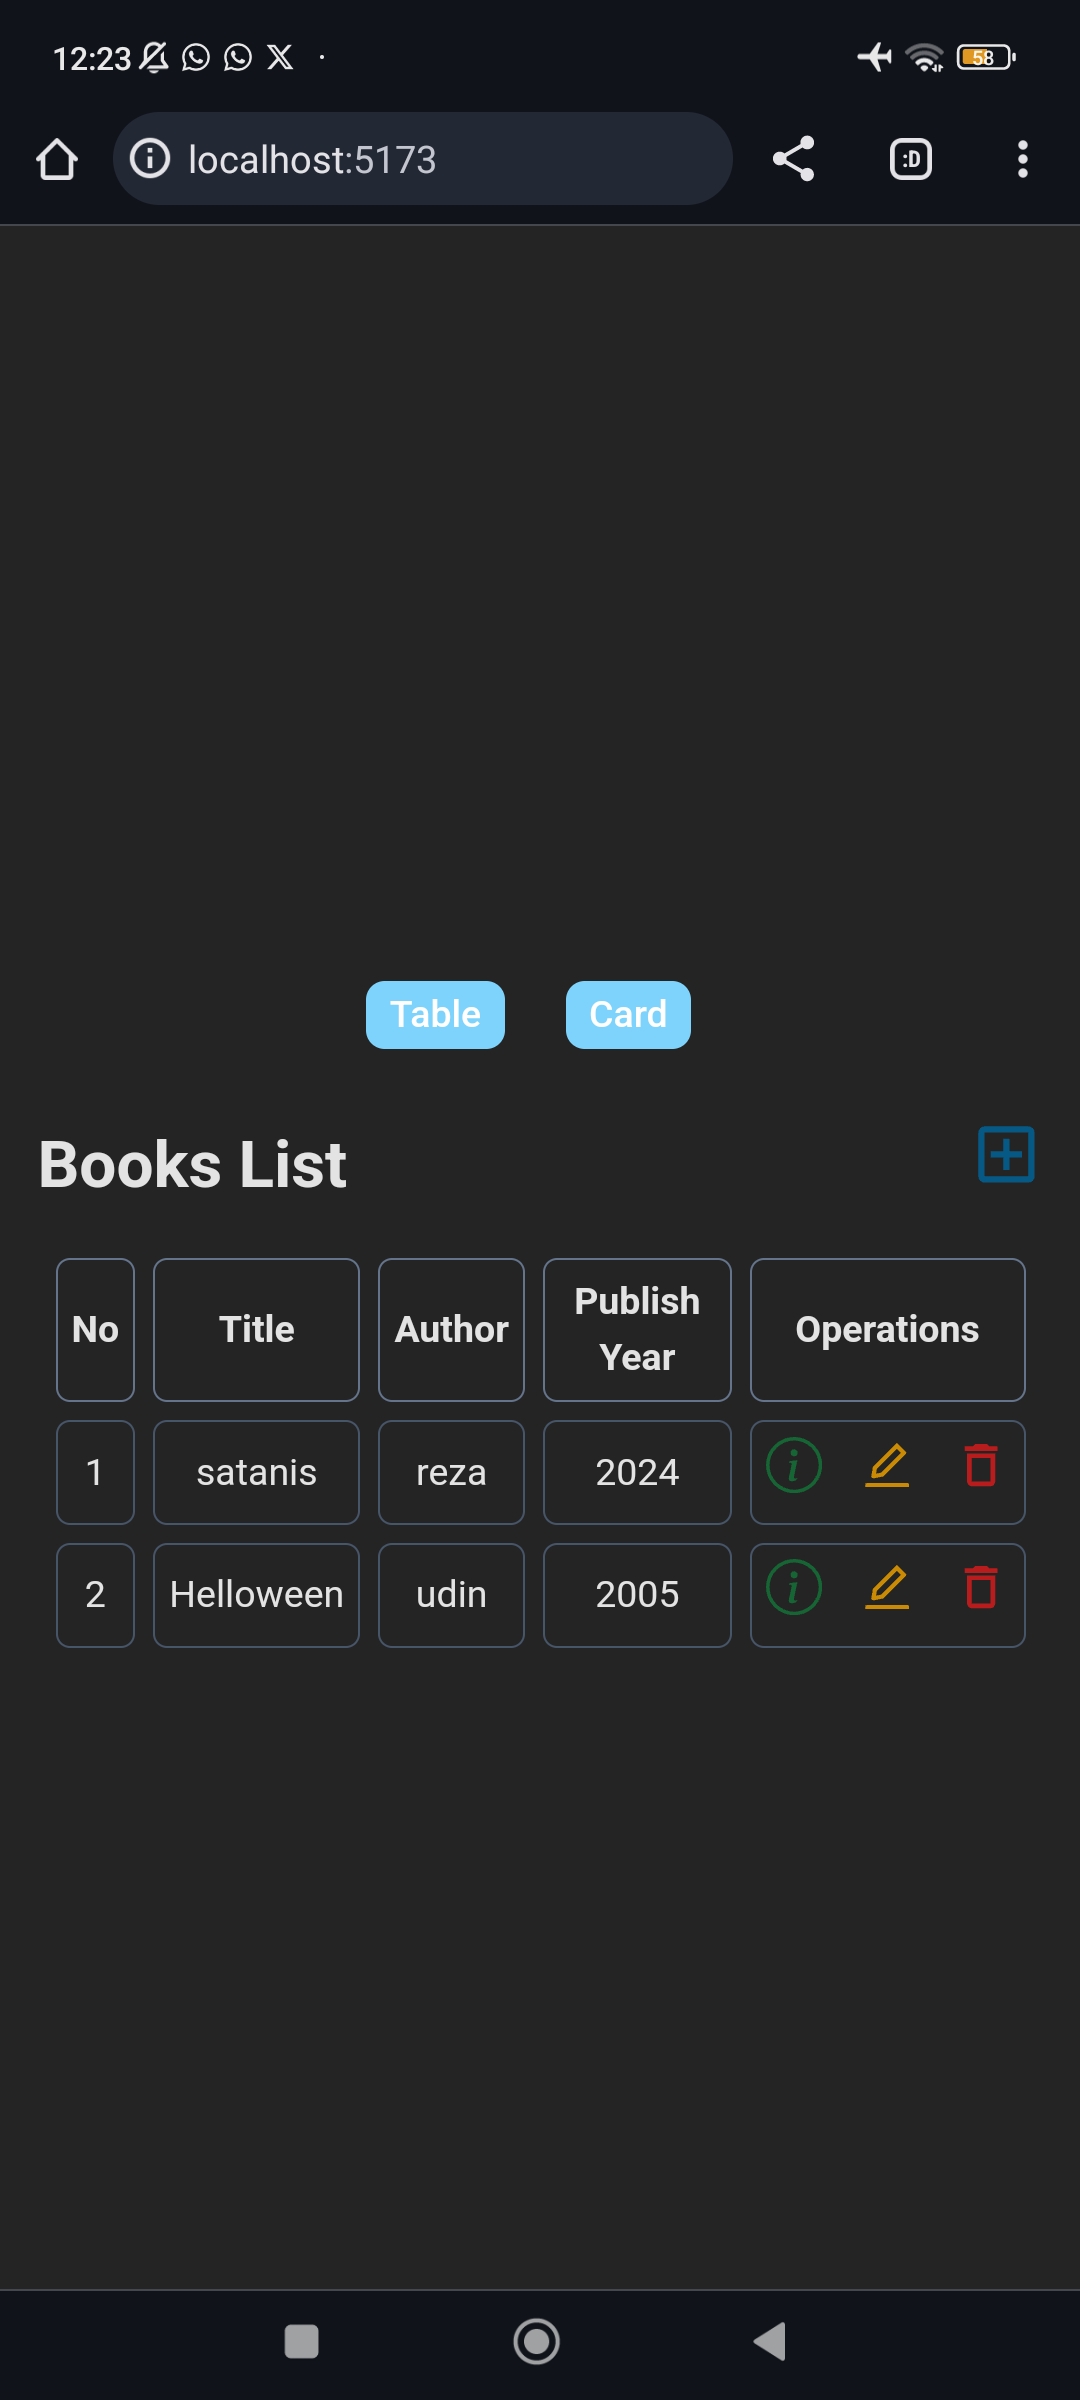 12:23
58
localhost:5173
:D
Table Card
Books List
No Title Author Publish Year Operations
1 satanis reza 2024
2 Helloween udin 2005